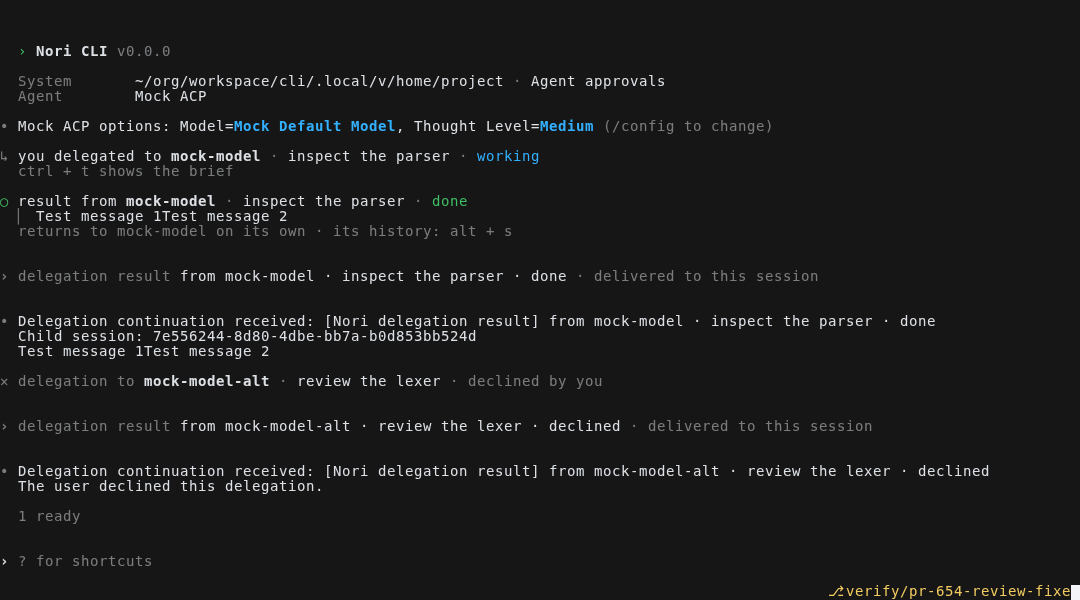 › Nori CLI v0.0.0
System ~/org/workspace/cli/.local/v/home/project · Agent approvals
Agent Mock ACP
• Mock ACP options: Model=Mock Default Model, Thought Level=Medium (/config to change)
↳ you delegated to mock-model · inspect the parser · working
ctrl + t shows the brief
○ result from mock-model · inspect the parser · done
│ Test message 1Test message 2
returns to mock-model on its own · its history: alt + s
› delegation result from mock-model · inspect the parser · done · delivered to this session
• Delegation continuation received: [Nori delegation result] from mock-model · inspect the parser · done
Child session: 7e556244-8d80-4dbe-bb7a-b0d853bb524d
Test message 1Test message 2
× delegation to mock-model-alt · review the lexer · declined by you
› delegation result from mock-model-alt · review the lexer · declined · delivered to this session
• Delegation continuation received: [Nori delegation result] from mock-model-alt · review the lexer · declined
The user declined this delegation.
1 ready
› ? for shortcuts
⎇verify/pr-654-review-fixe